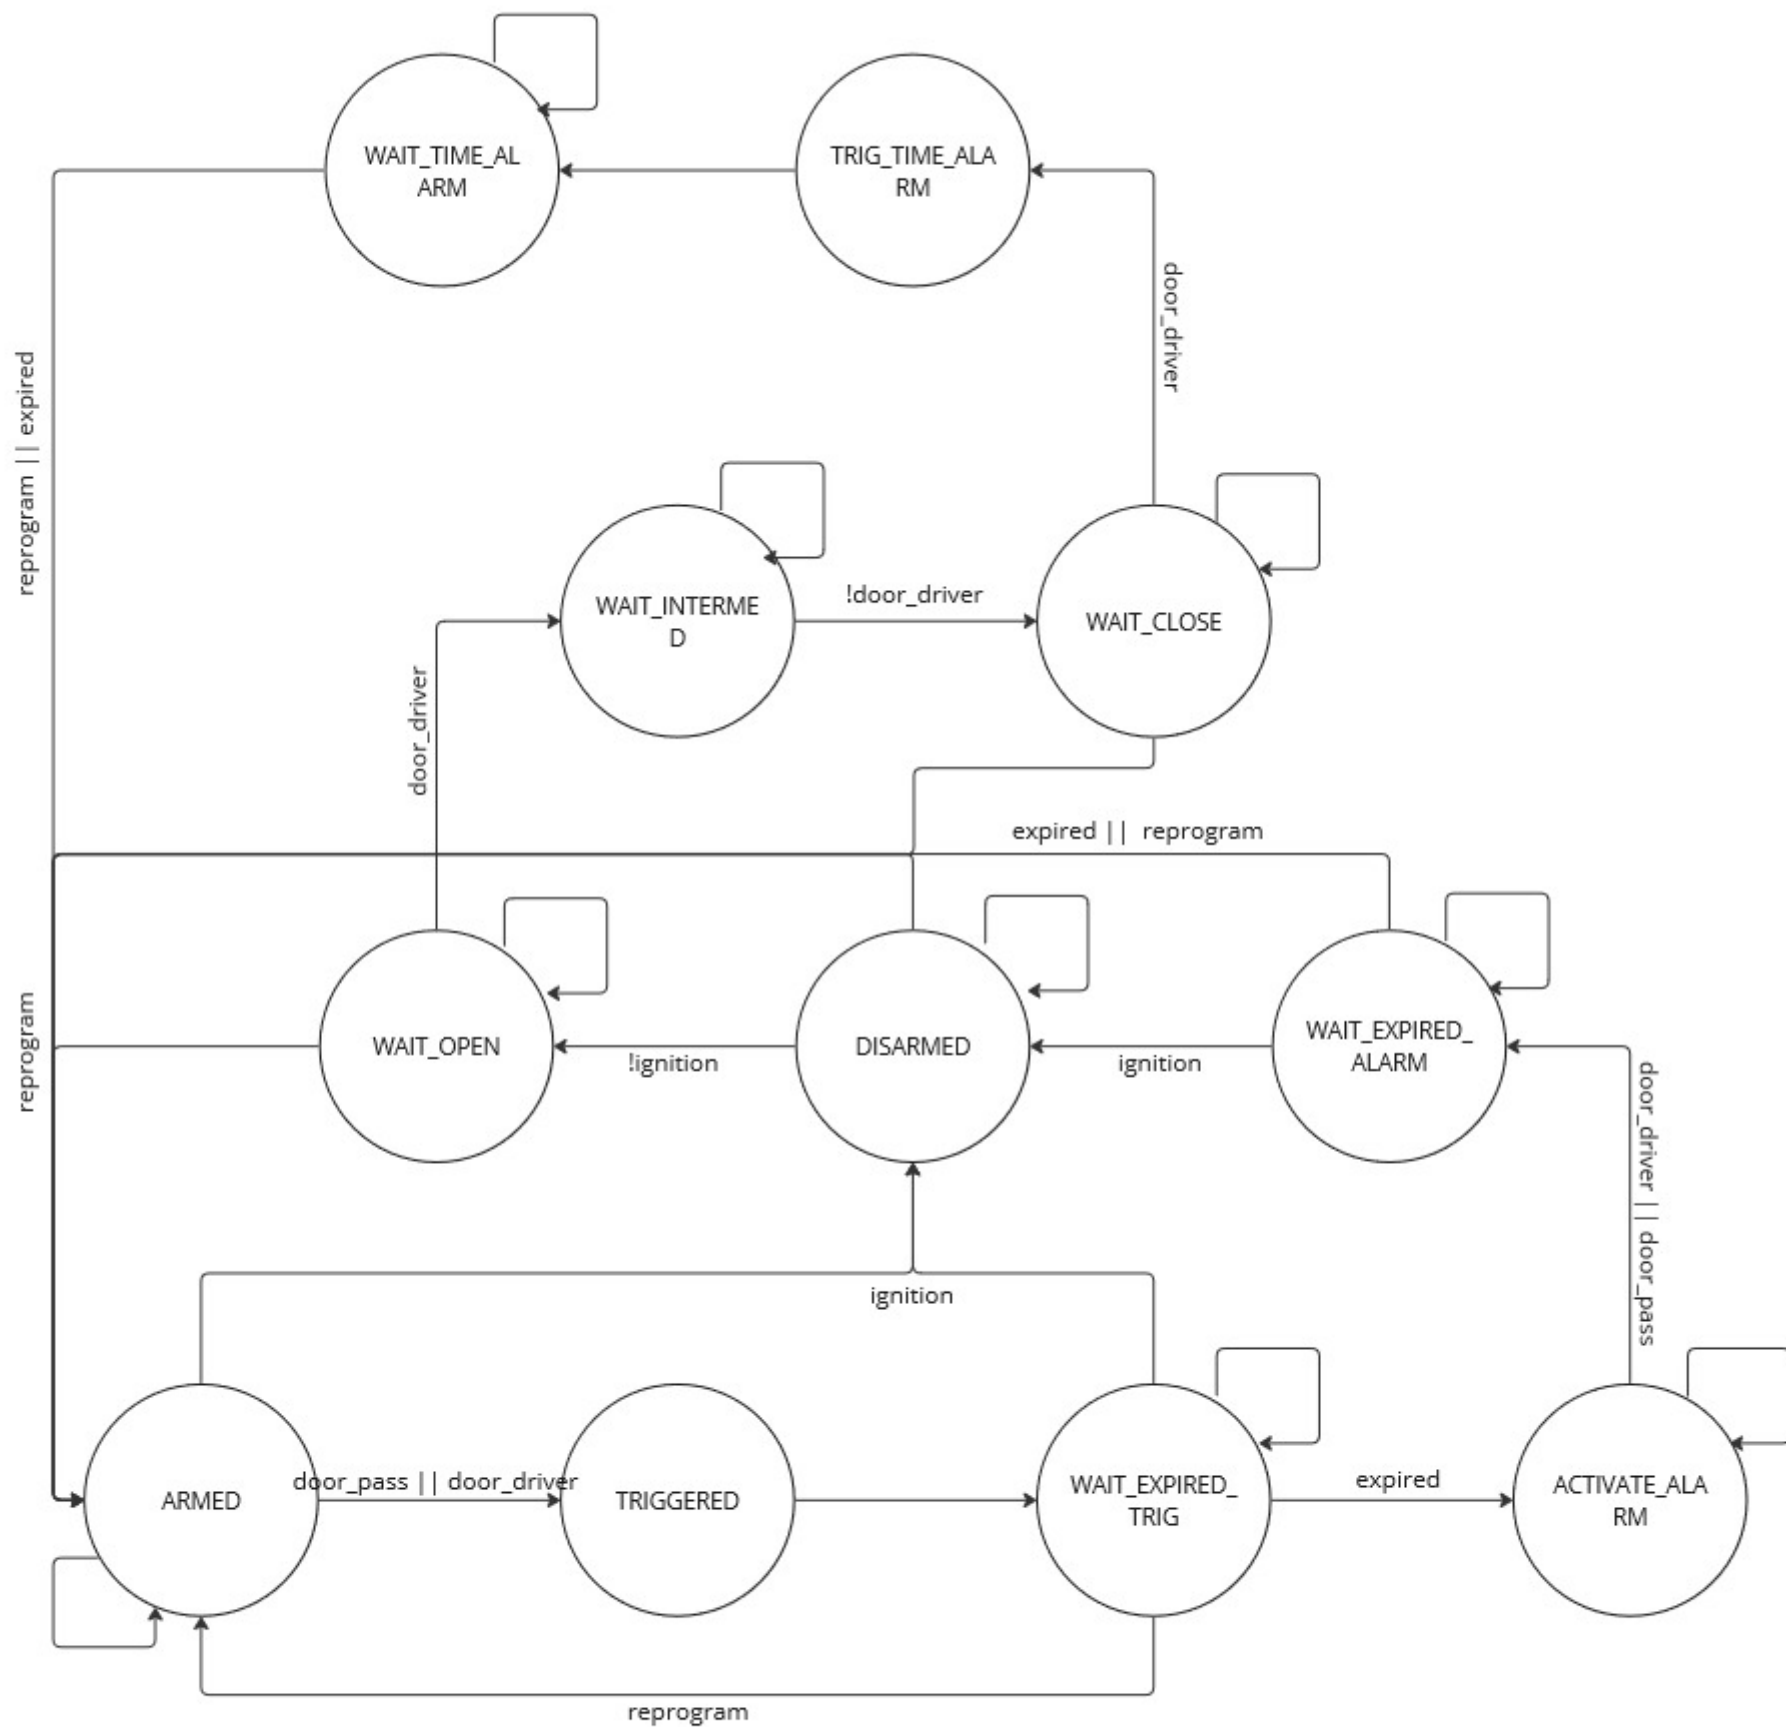 WAIT_TIME_AL
ARM
TRIG_TIME_ALA
RM
door_driver
reprogram || expired
WAIT_INTERME
D
!door_driver
WAIT_CLOSE
door_driver
expired ||  reprogram
reprogram
WAIT_OPEN
!ignition
DISARMED
ignition
WAIT_EXPIRED_
ALARM
door_driver || door_pass
ignition
ARMED
door_pass || door_driver
TRIGGERED
WAIT_EXPIRED_
TRIG
expired
ACTIVATE_ALA
RM
reprogram